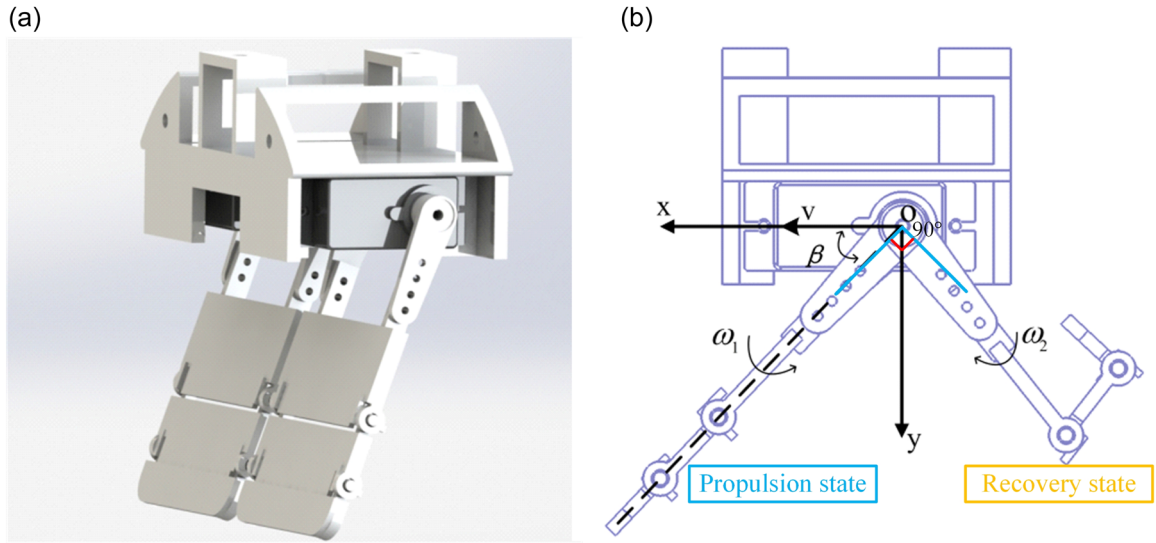 (a)
(b)
x
v
o
90°
β
ω₁
ω₂
y
Propulsion state
Recovery state